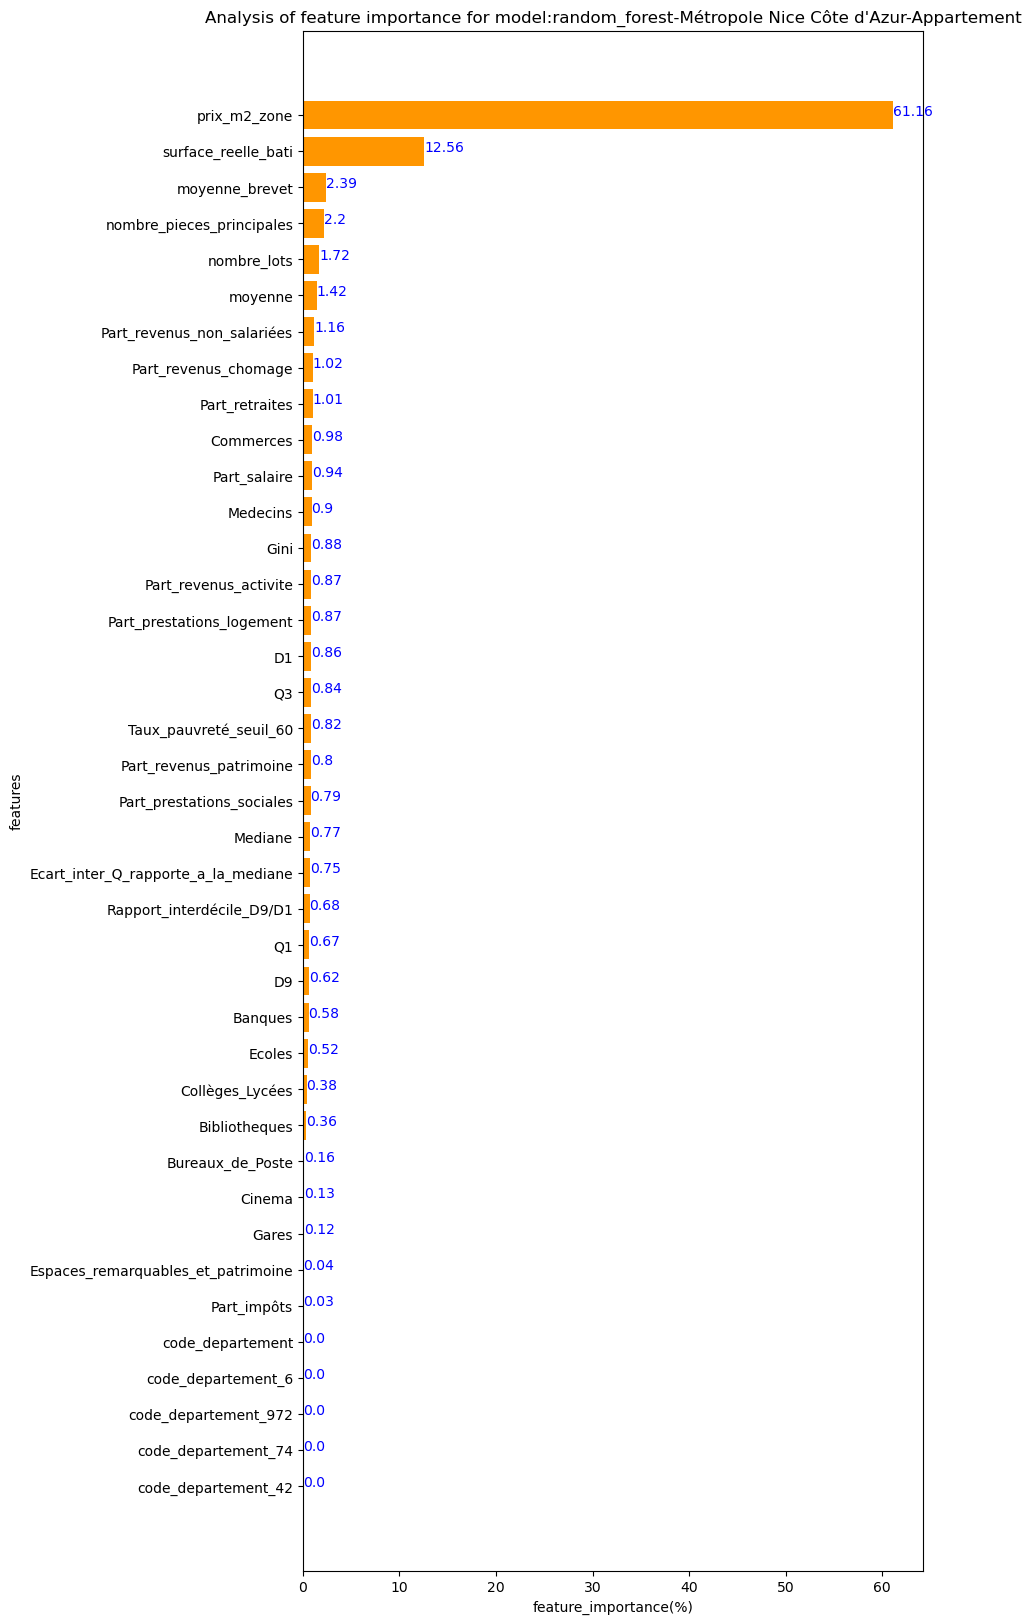 Analysis of feature importance for model:random_forest-Métropole Nice Côte d'Azur-Appartement
prix_m2_zone 61.16
surface_reelle_bati 12.56
moyenne_brevet 2.39
nombre_pieces_principales 2.2
nombre_lots 1.72
moyenne 1.42
Part_revenus_non_salariées 1.16
Part_revenus_chomage 1.02
Part_retraites 1.01
Commerces 0.98
Part_salaire 0.94
Medecins 0.9
Gini 0.88
Part_revenus_activite 0.87
Part_prestations_logement 0.87
D1 0.86
Q3 0.84
Taux_pauvreté_seuil_60 0.82
Part_revenus_patrimoine 0.8
Part_prestations_sociales 0.79
Mediane 0.77
Ecart_inter_Q_rapporte_a_la_mediane 0.75
Rapport_interdécile_D9/D1 0.68
Q1 0.67
D9 0.62
Banques 0.58
Ecoles 0.52
Collèges_Lycées 0.38
Bibliotheques 0.36
Bureaux_de_Poste 0.16
Cinema 0.13
Gares 0.12
Espaces_remarquables_et_patrimoine 0.04
Part_impôts 0.03
code_departement 0.0
code_departement_6 0.0
code_departement_972 0.0
code_departement_74 0.0
code_departement_42 0.0
features
0 10 20 30 40 50 60
feature_importance(%)